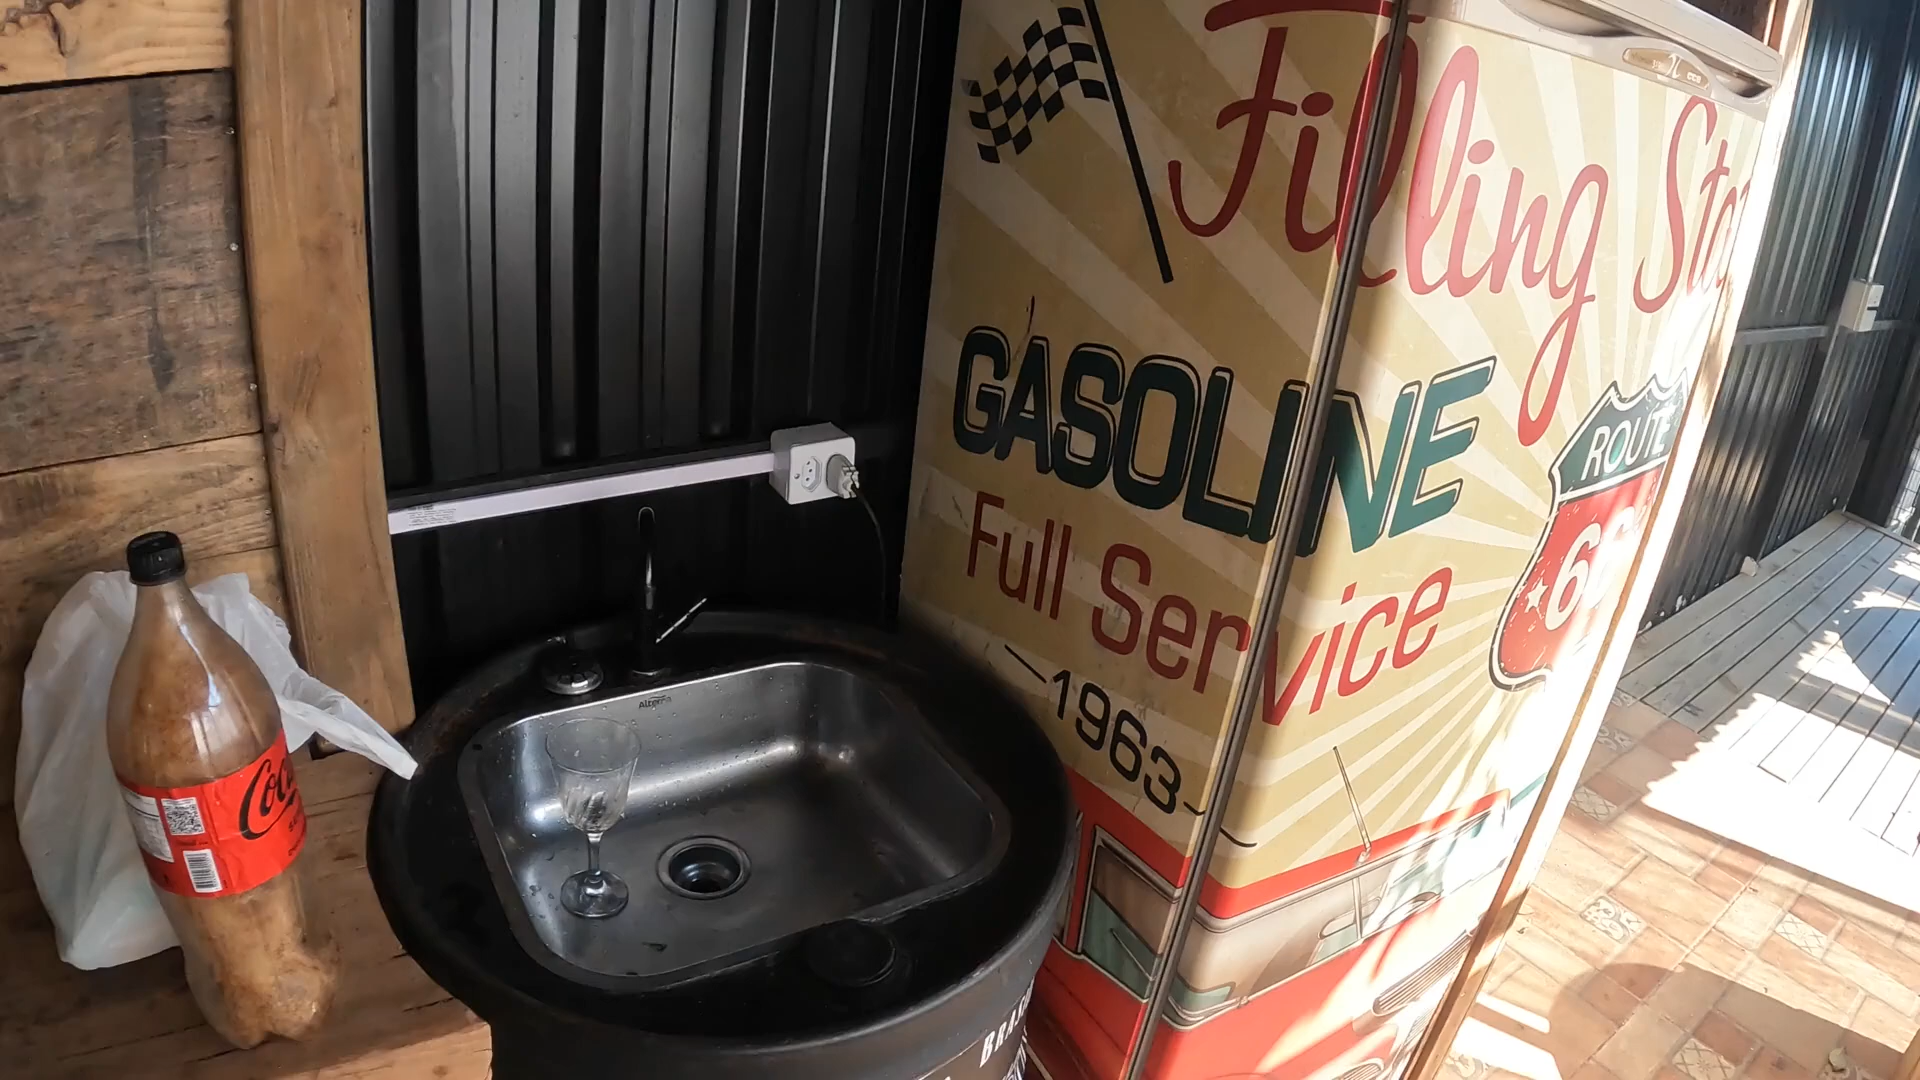 Filling Sta
GASOLINE
Full Service
1963
ROUTE
66
Coca